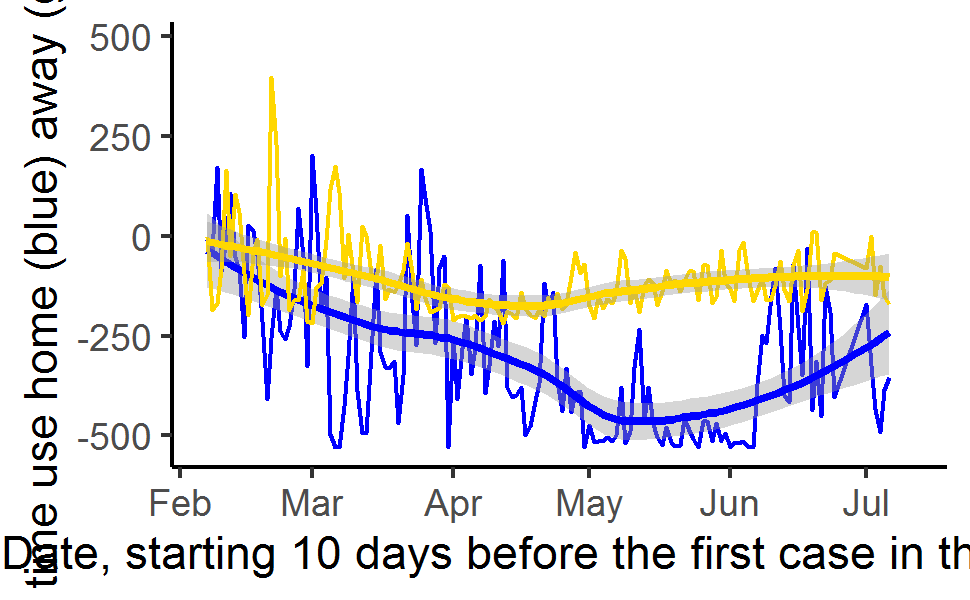 time use home (blue) away (
500
250
0
-250
-500
Feb Mar Apr May Jun Jul
Date, starting 10 days before the first case in th